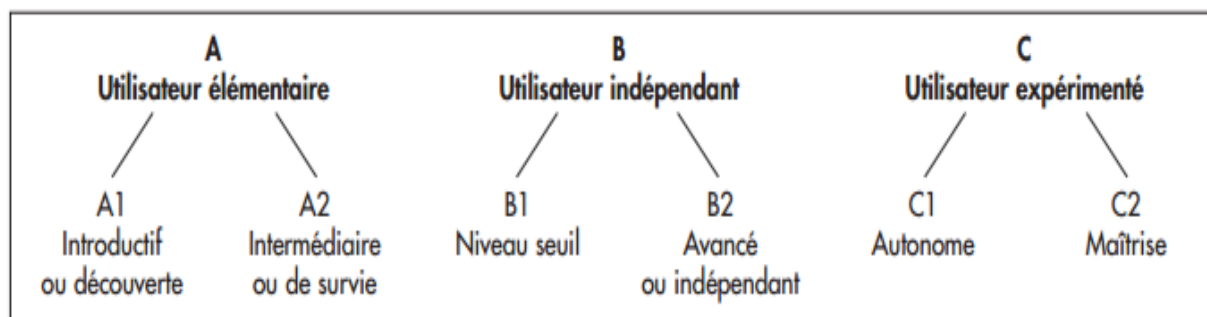 A
Utilisateur élémentaire
B
Utilisateur indépendant
C
Utilisateur expérimenté
A1
Introductif
ou découverte
A2
Intermédiaire
ou de survie
B1
Niveau seuil
B2
Avancé
ou indépendant
C1
Autonome
C2
Maîtrise